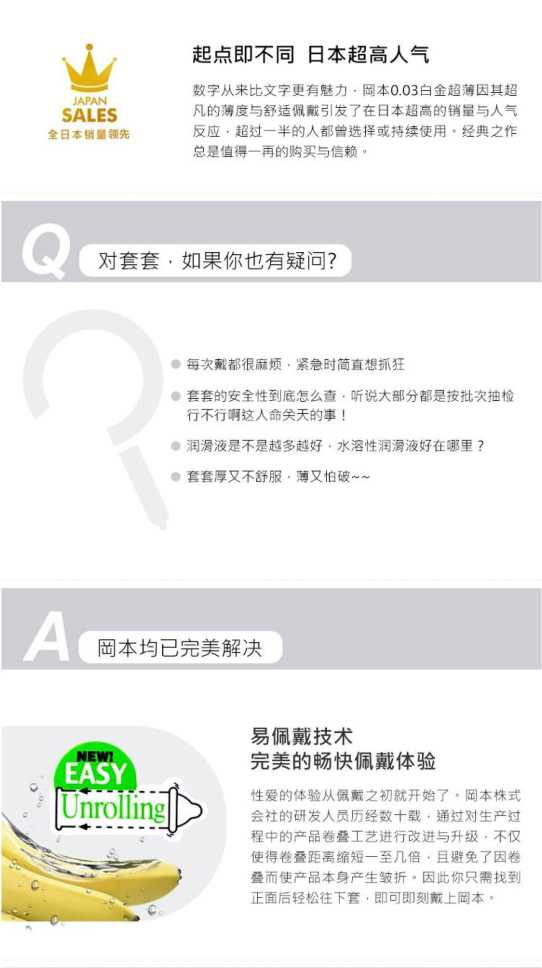 起点即不同 日本超高人气
JAPAN
SALES
全日本销量领先
数字从来比文字更有魅力，岡本0.03白金超薄因其超
凡的薄度与舒适佩戴引发了在日本超高的销量与人气
反应，超过一半的人都曾选择或持续使用。经典之作
总是值得一再的购买与信赖。
Q
对套套，如果你也有疑问?
每次戴都很麻烦，紧急时简直想抓狂
套套的安全性到底怎么查，听说大部分都是按批次抽检
行不行啊这人命关天的事！
润滑液是不是越多越好，水溶性润滑液好在哪里？
套套厚又不舒服，薄又怕破~~
A
岡本均已完美解决
NEW!
EASY
Unrolling
易佩戴技术
完美的畅快佩戴体验
性爱的体验从佩戴之初就开始了。岡本株式
会社的研发人员历经数十载，通过对生产过
程中的产品卷叠工艺进行改进与升级，不仅
使得卷叠距离缩短一至几倍，且避免了因卷
叠而使产品本身产生皱折。因此你只需找到
正面后轻松往下套，即可即刻戴上岡本。